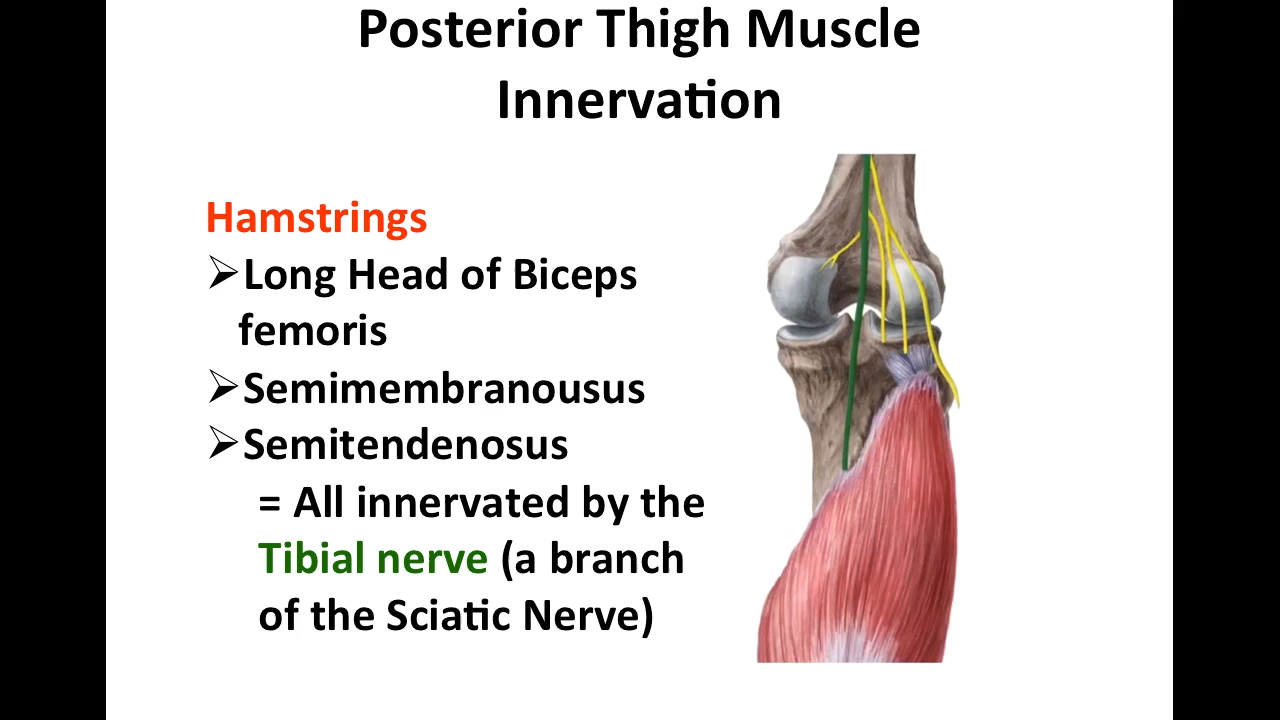 Posterior Thigh Muscle
Innervation
Hamstrings
➢Long Head of Biceps
femoris
➢Semimembranousus
➢Semitendenosus
= All innervated by the
Tibial nerve (a branch
of the Sciatic Nerve)